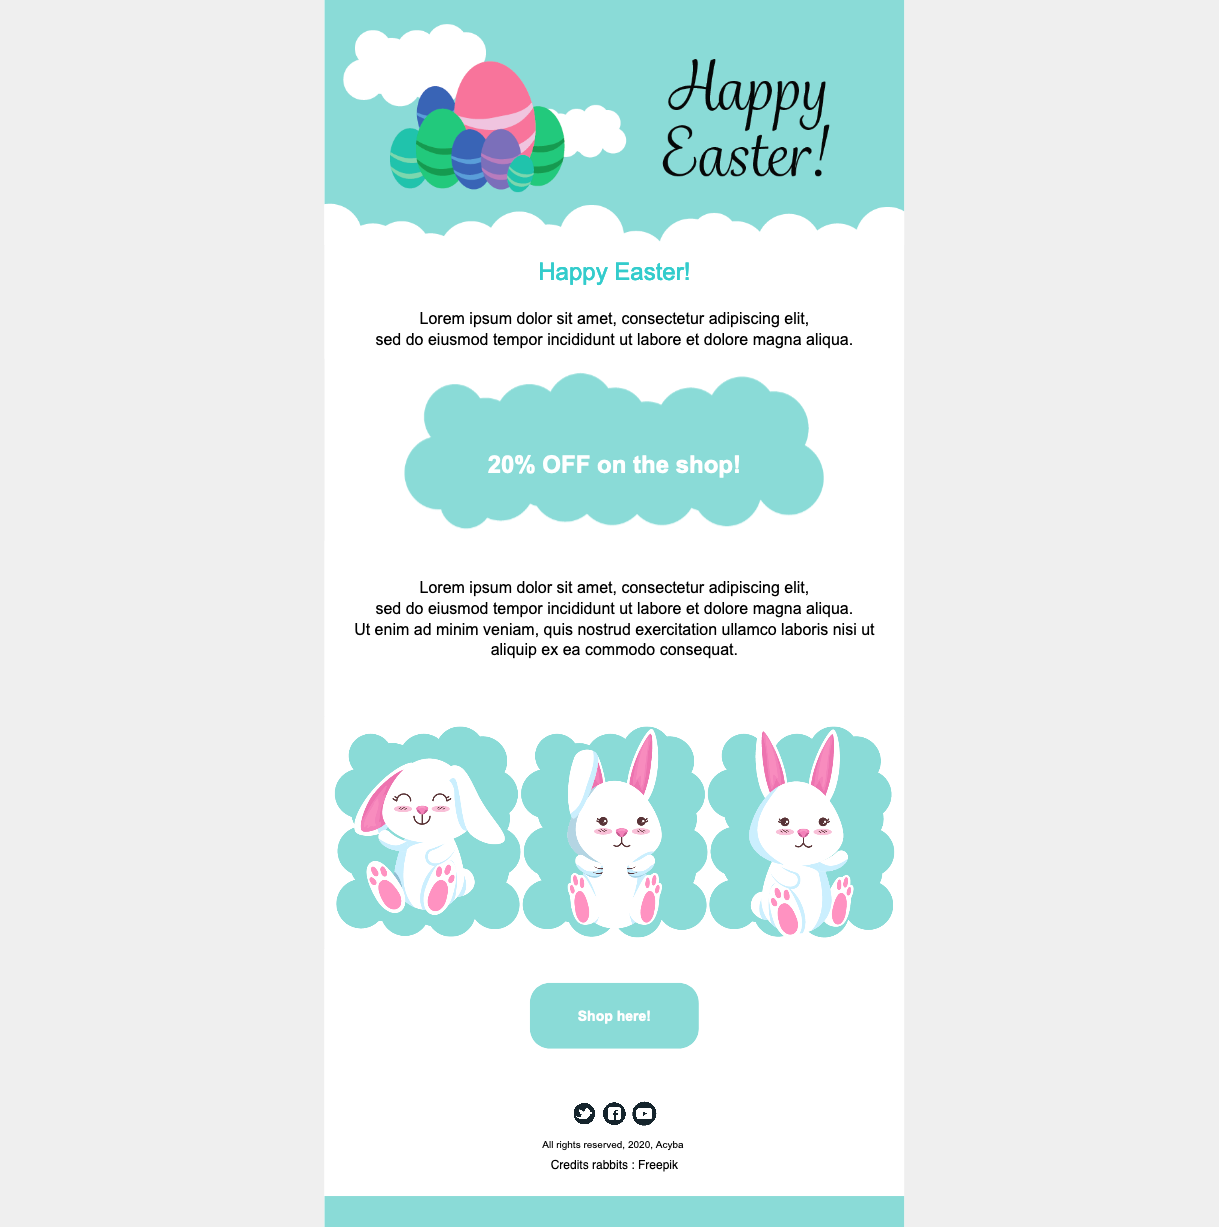 Happy
Easter!
Happy Easter!
Lorem ipsum dolor sit amet, consectetur adipiscing elit,
sed do eiusmod tempor incididunt ut labore et dolore magna aliqua.
20% OFF on the shop!
Lorem ipsum dolor sit amet, consectetur adipiscing elit,
sed do eiusmod tempor incididunt ut labore et dolore magna aliqua.
Ut enim ad minim veniam, quis nostrud exercitation ullamco laboris nisi ut
aliquip ex ea commodo consequat.
Shop here!
All rights reserved, 2020, Acyba
Credits rabbits : Freepik